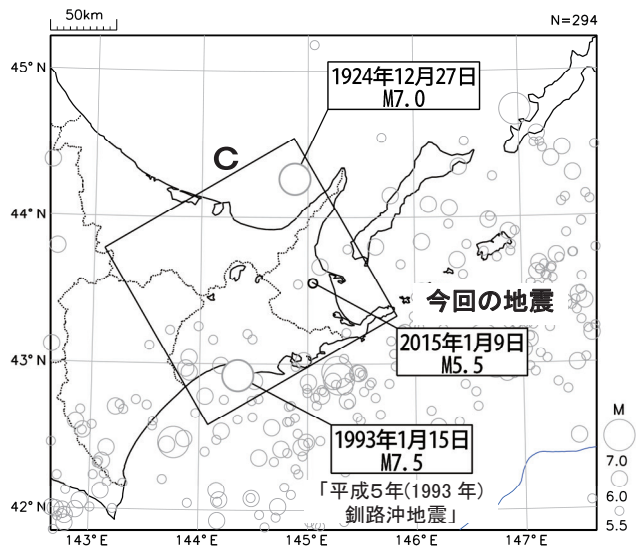 50km
N=294
45°N
1924年12月27日
M7.0
C
44°N
今回の地震
2015年1月9日
M5.5
43°N
1993年1月15日
M7.5
「平成5年(1993 年)
釧路沖地震」
M
7.0
6.0
5.5
42°N
143°E
144°E
145°E
146°E
147°E